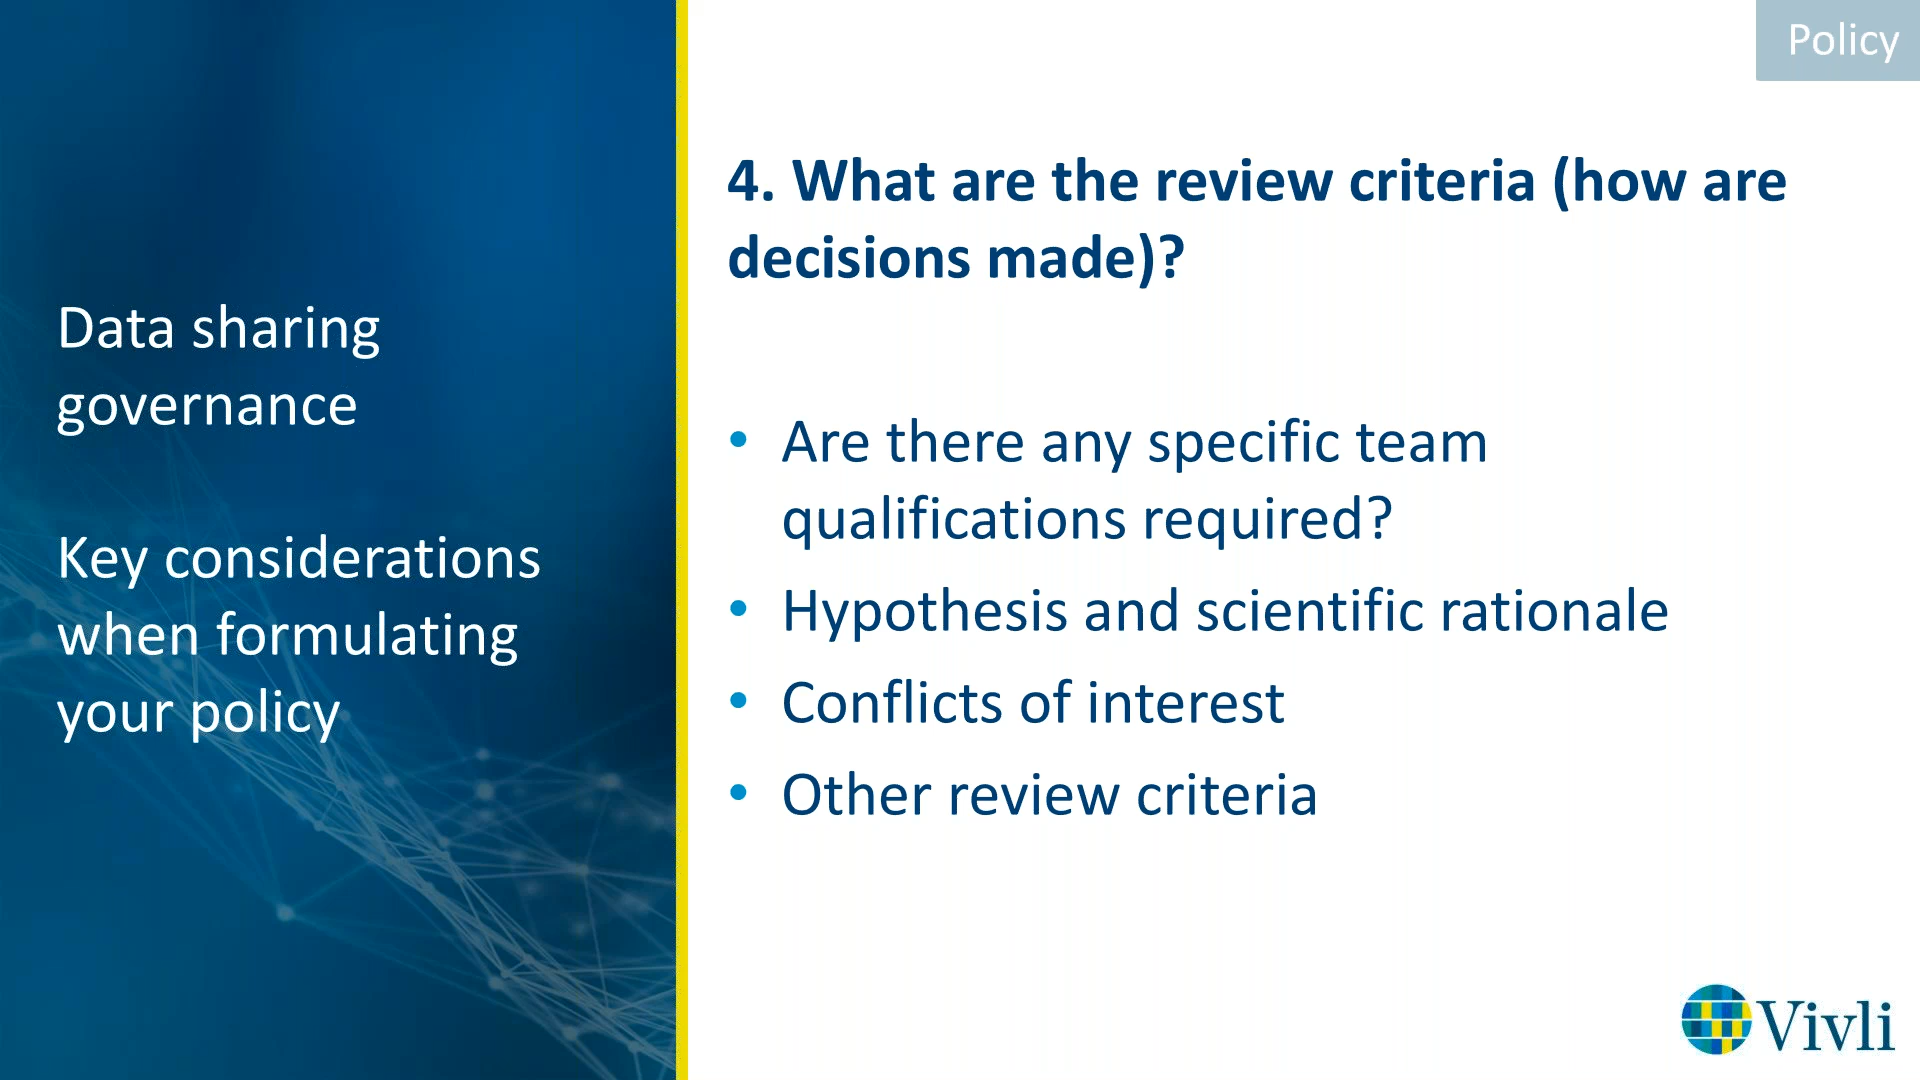 Policy
Data sharing
governance
Key considerations
when formulating
your policy
4. What are the review criteria (how are
decisions made)?
• Are there any specific team
qualifications required?
• Hypothesis and scientific rationale
• Conflicts of interest
• Other review criteria
Vivli